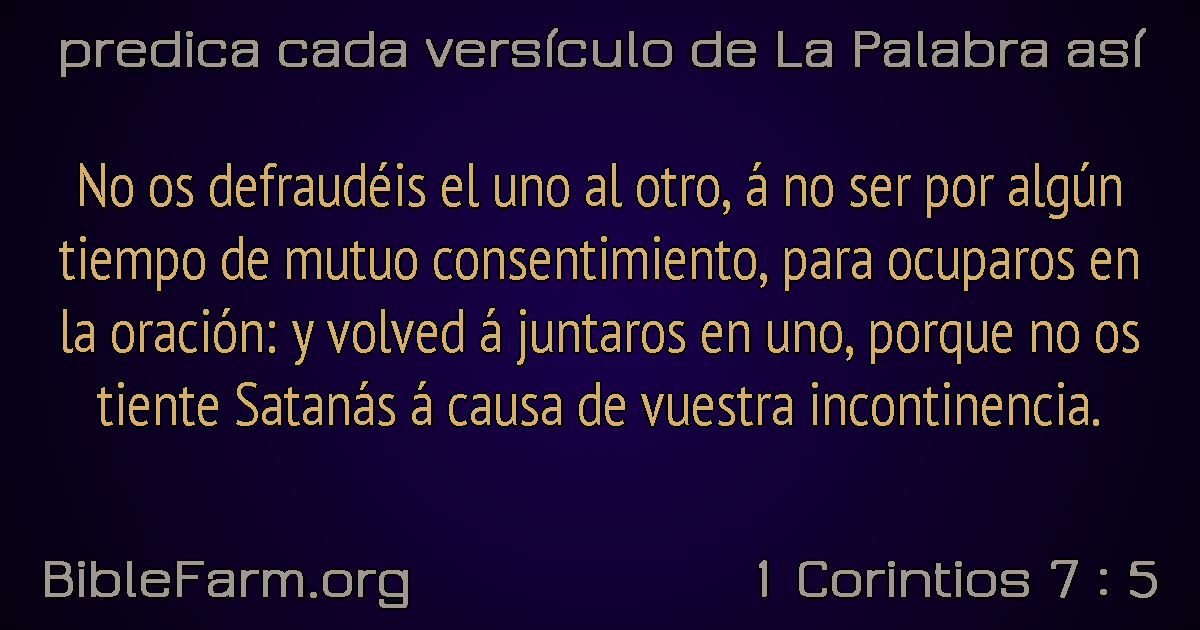 predica cada versículo de La Palabra así
No os defraudéis el uno al otro, á no ser por algún
tiempo de mutuo consentimiento, para ocuparos en
la oración: y volved á juntaros en uno, porque no os
tiente Satanás á causa de vuestra incontinencia.
BibleFarm.org
1 Corintios 7 : 5